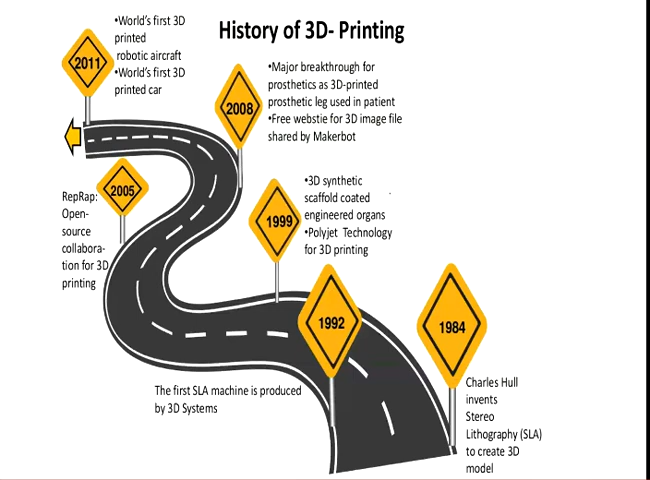 History of 3D- Printing
2011
•World's first 3D
printed
robotic aircraft
•World's first 3D
printed car
2008
•Major breakthrough for
prosthetics as 3D-printed
prosthetic leg used in patient
•Free webstie for 3D image file
shared by Makerbot
2005
RepRap:
Open-
source
collabora-
tion for 3D
printing
1999
•3D synthetic
scaffold coated
engineered organs
•Polyjet Technology
for 3D printing
1992
The first SLA machine is produced
by 3D Systems
1984
Charles Hull
invents
Stereo
Lithography (SLA)
to create 3D
model